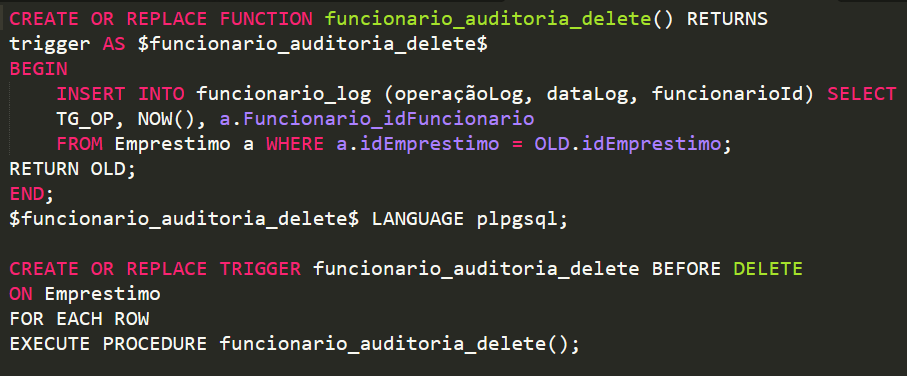 CREATE OR REPLACE FUNCTION funcionario_auditoria_delete() RETURNS
trigger AS $funcionario_auditoria_delete$
BEGIN
INSERT INTO funcionario_log (operaçãoLog, dataLog, funcionarioId) SELECT
TG_OP, NOW(), a.Funcionario_idFuncionario
FROM Emprestimo a WHERE a.idEmprestimo = OLD.idEmprestimo;
RETURN OLD;
END;
$funcionario_auditoria_delete$ LANGUAGE plpgsql;
CREATE OR REPLACE TRIGGER funcionario_auditoria_delete BEFORE DELETE
ON Emprestimo
FOR EACH ROW
EXECUTE PROCEDURE funcionario_auditoria_delete();